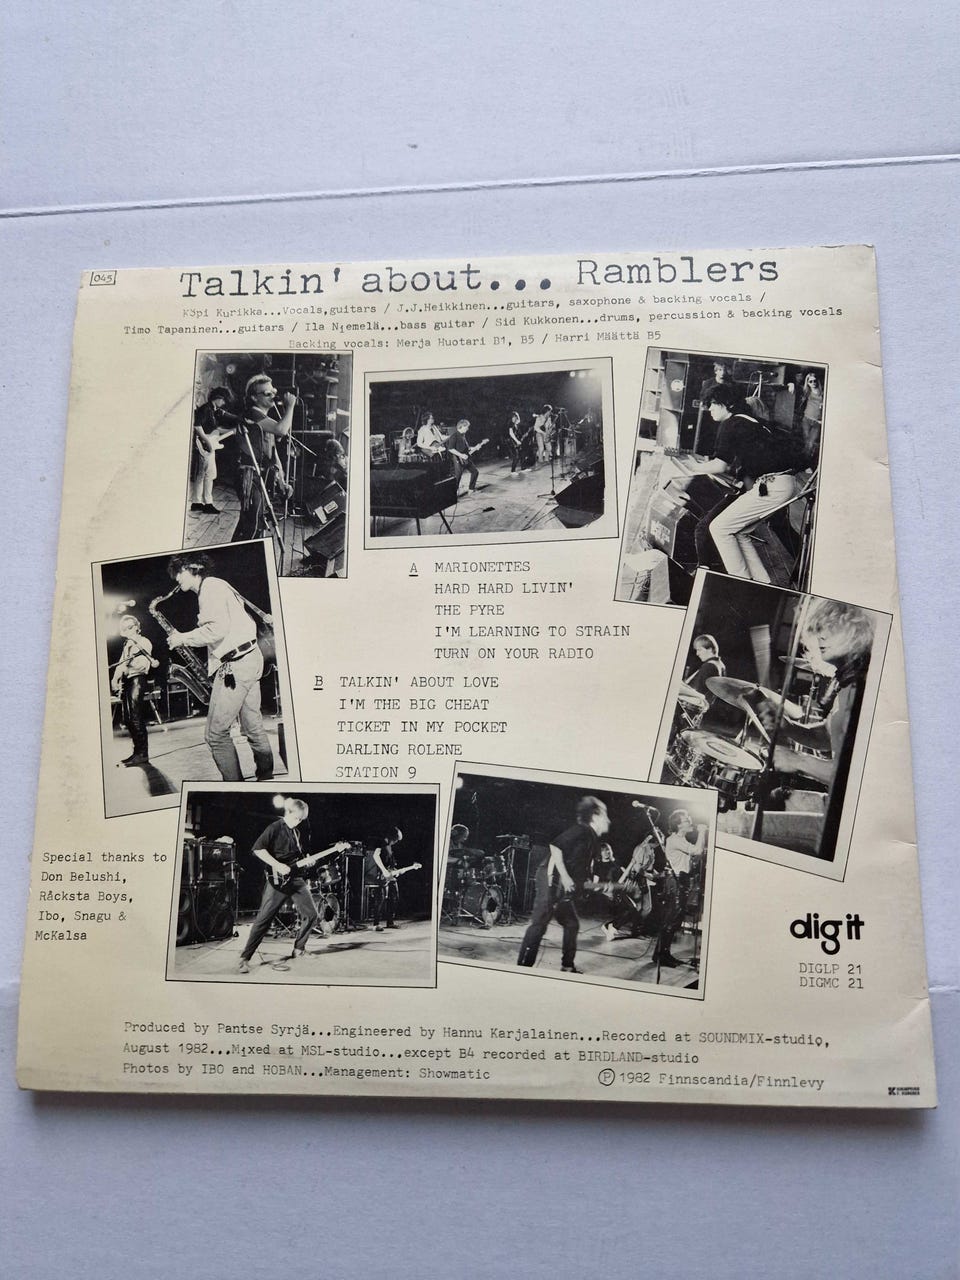 045
Talkin' about... Ramblers
Köpi Kurikka...Vocals,guitars / J.J.Heikkinen...guitars, saxophone & backing vocals /
Timo Tapaninen...guitars / Ila Niemelä...bass guitar / Sid Kukkonen...drums, percussion & backing vocals
Backing vocals: Merja Huotari B1, B5 / Harri Määttä B5
A MARIONETTES
HARD HARD LIVIN'
THE PYRE
I'M LEARNING TO STRAIN
TURN ON YOUR RADIO
B TALKIN' ABOUT LOVE
I'M THE BIG CHEAT
TICKET IN MY POCKET
DARLING ROLENE
STATION 9
Special thanks to
Don Belushi,
Råcksta Boys,
Ibo, Snagu &
McKalsa
dig it
DIGLP 21
DIGMC 21
Produced by Pantse Syrjä...Engineered by Hannu Karjalainen...Recorded at SOUNDMIX-studio,
August 1982...Mixed at MSL-studio...except B4 recorded at BIRDLAND-studio
Photos by IBO and HOBAN...Management: Showmatic
Ⓟ 1982 Finnscandia/Finnlevy